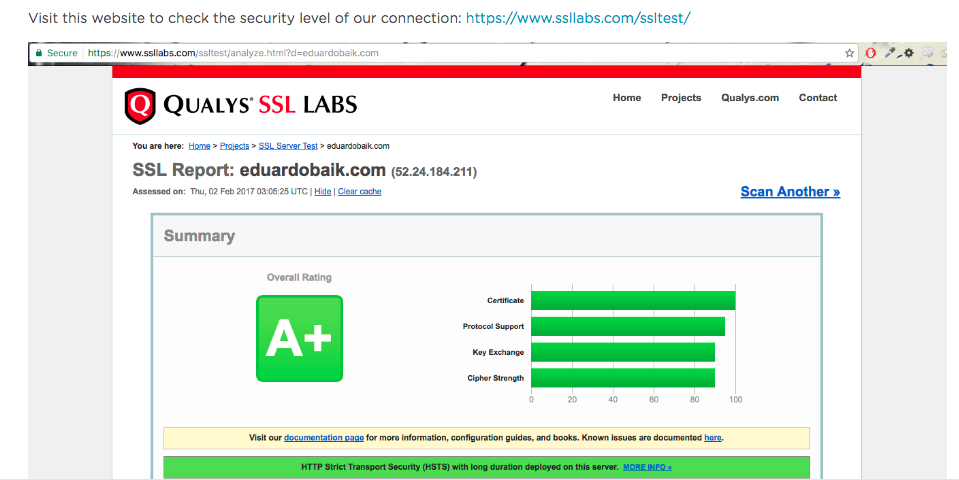 Visit this website to check the security level of our connection: https://www.ssllabs.com/ssltest/
Secure https://www.ssllabs.com/ssltest/analyze.html?d=eduardobaik.com
Q QUALYS® SSL LABS
Home Projects Qualys.com Contact
You are here: Home > Projects > SSL Server Test > eduardobaik.com
SSL Report: eduardobaik.com (52.24.184.211)
Assessed on: Thu, 02 Feb 2017 03:05:25 UTC | Hide | Clear cache
Scan Another »
Summary
Overall Rating
A+
Certificate
Protocol Support
Key Exchange
Cipher Strength
0 20 40 60 80 100
Visit our documentation page for more information, configuration guides, and books. Known issues are documented here.
HTTP Strict Transport Security (HSTS) with long duration deployed on this server. MORE INFO »